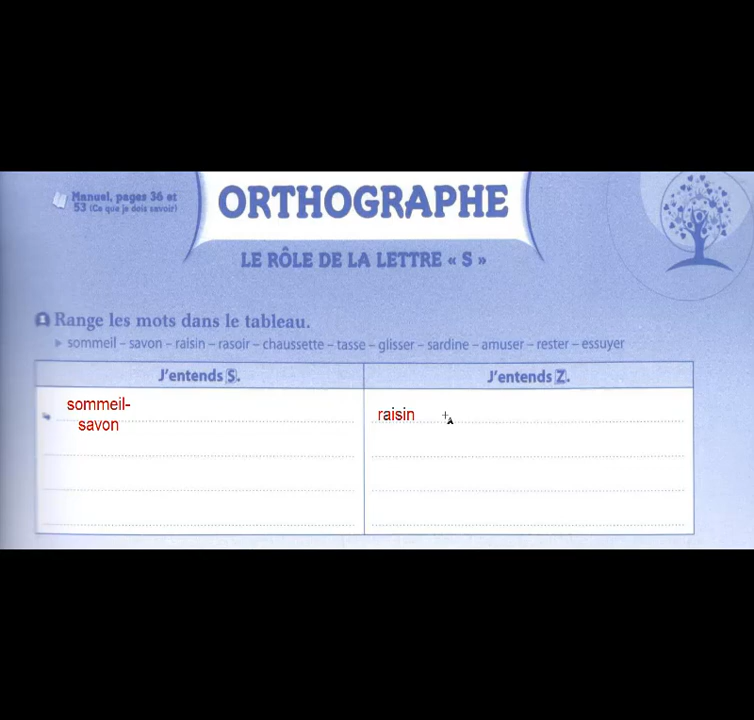 Manuel, pages 36 et
53 (Ce que je dois savoir)
ORTHOGRAPHE
LE RÔLE DE LA LETTRE « S »
1 Range les mots dans le tableau.
sommeil – savon – raisin – rasoir – chaussette – tasse – glisser – sardine – amuser – rester – essuyer
J'entends S.
J'entends Z.
sommeil-
savon
raisin